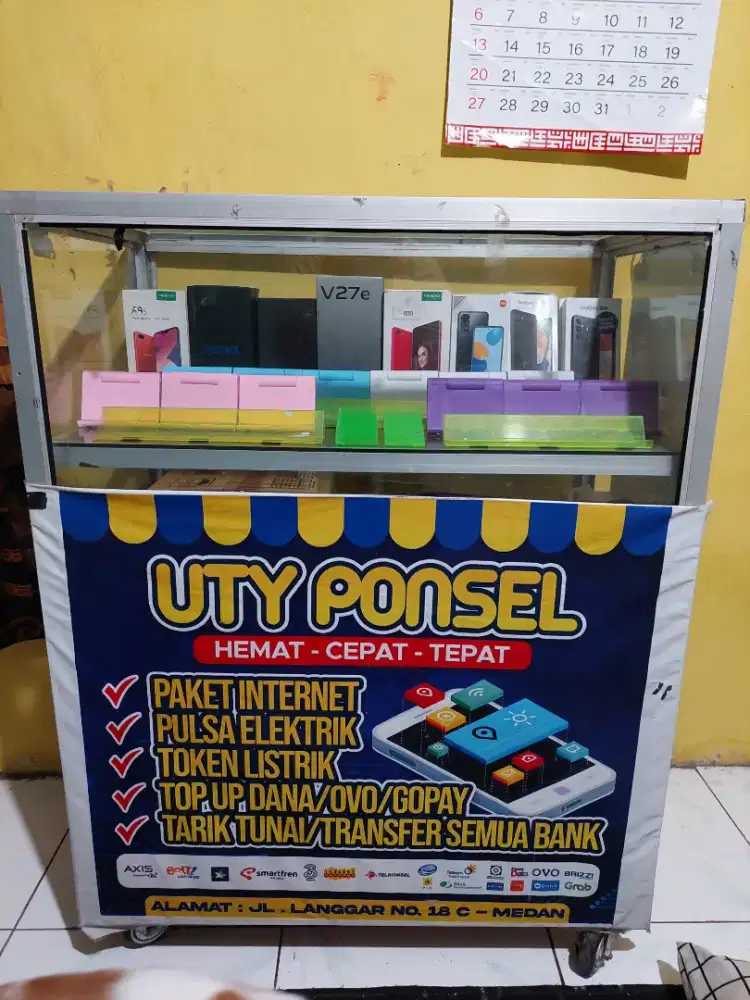 6 7 8 9 10 11 12
13 14 15 16 17 18 19
20 21 22 23 24 25 26
27 28 29 30 31 1 2
V27e
UTY PONSEL
HEMAT - CEPAT - TEPAT
PAKET INTERNET
PULSA ELEKTRIK
TOKEN LISTRIK
TOP UP DANA/OVO/GOPAY
TARIK TUNAI/TRANSFER SEMUA BANK
AXIS smartfren 3 TELKOMSEL OVO BRIZZI
Grab
ALAMAT : JL . LANGGAR NO. 18 C - MEDAN